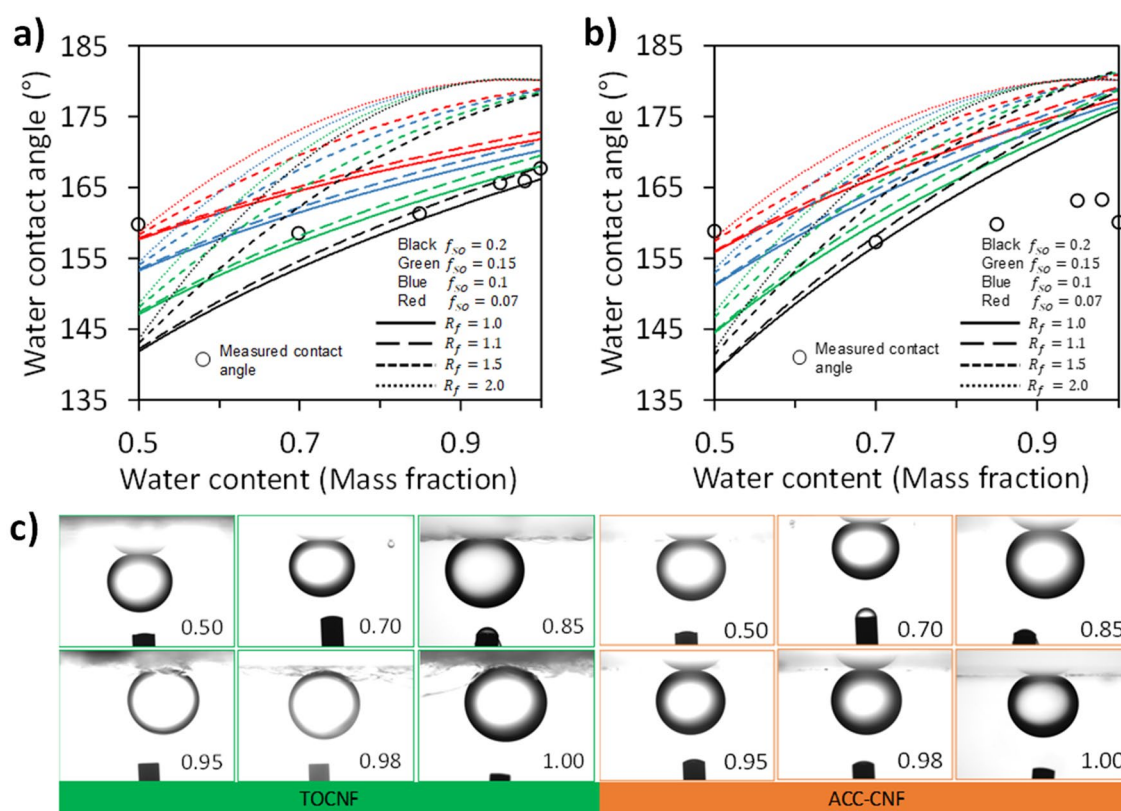 a)
Water contact angle (°)
185
175
165
155
145
135
0.5
0.7
0.9
Water content (Mass fraction)
Black f_so = 0.2
Green f_so = 0.15
Blue f_so = 0.1
Red f_so = 0.07
R_f = 1.0
R_f = 1.1
R_f = 1.5
R_f = 2.0
Measured contact
angle
b)
Water contact angle (°)
185
175
165
155
145
135
0.5
0.7
0.9
Water content (Mass fraction)
Black f_so = 0.2
Green f_so = 0.15
Blue f_so = 0.1
Red f_so = 0.07
R_f = 1.0
R_f = 1.1
R_f = 1.5
R_f = 2.0
Measured contact
angle
c)
0.50
0.70
0.85
0.50
0.70
0.85
0.95
0.98
1.00
0.95
0.98
1.00
TOCNF
ACC-CNF